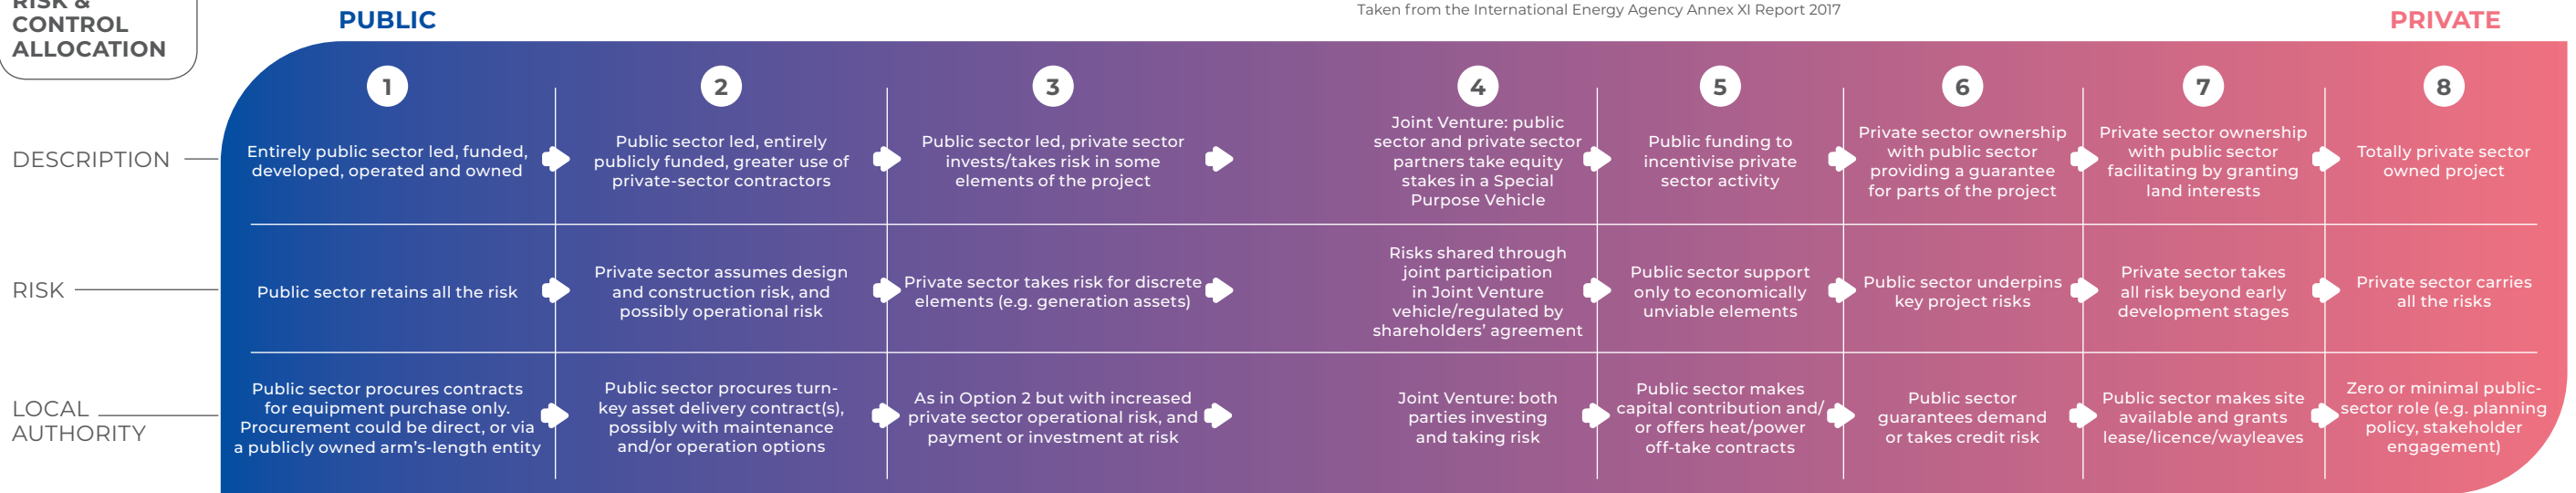 RISK &
CONTROL
ALLOCATION
PUBLIC
Taken from the International Energy Agency Annex XI Report 2017
PRIVATE
1
2
3
4
5
6
7
8
DESCRIPTION
Entirely public sector led, funded,
developed, operated and owned
Public sector led, entirely
publicly funded, greater use of
private-sector contractors
Public sector led, private sector
invests/takes risk in some
elements of the project
Joint Venture: public
sector and private sector
partners take equity
stakes in a Special
Purpose Vehicle
Public funding to
incentivise private
sector activity
Private sector ownership
with public sector
providing a guarantee
for parts of the project
Private sector ownership
with public sector
facilitating by granting
land interests
Totally private sector
owned project
RISK
Public sector retains all the risk
Private sector assumes design
and construction risk, and
possibly operational risk
Private sector takes risk for discrete
elements (e.g. generation assets)
Risks shared through
joint participation
in Joint Venture
vehicle/regulated by
shareholders’ agreement
Public sector support
only to economically
unviable elements
Public sector underpins
key project risks
Private sector takes
all risk beyond early
development stages
Private sector carries
all the risks
LOCAL
AUTHORITY
Public sector procures contracts
for equipment purchase only.
Procurement could be direct, or via
a publicly owned arm’s-length entity
Public sector procures turn-
key asset delivery contract(s),
possibly with maintenance
and/or operation options
As in Option 2 but with increased
private sector operational risk, and
payment or investment at risk
Joint Venture: both
parties investing
and taking risk
Public sector makes
capital contribution and/
or offers heat/power
off-take contracts
Public sector
guarantees demand
or takes credit risk
Public sector makes site
available and grants
lease/licence/wayleaves
Zero or minimal public-
sector role (e.g. planning
policy, stakeholder
engagement)